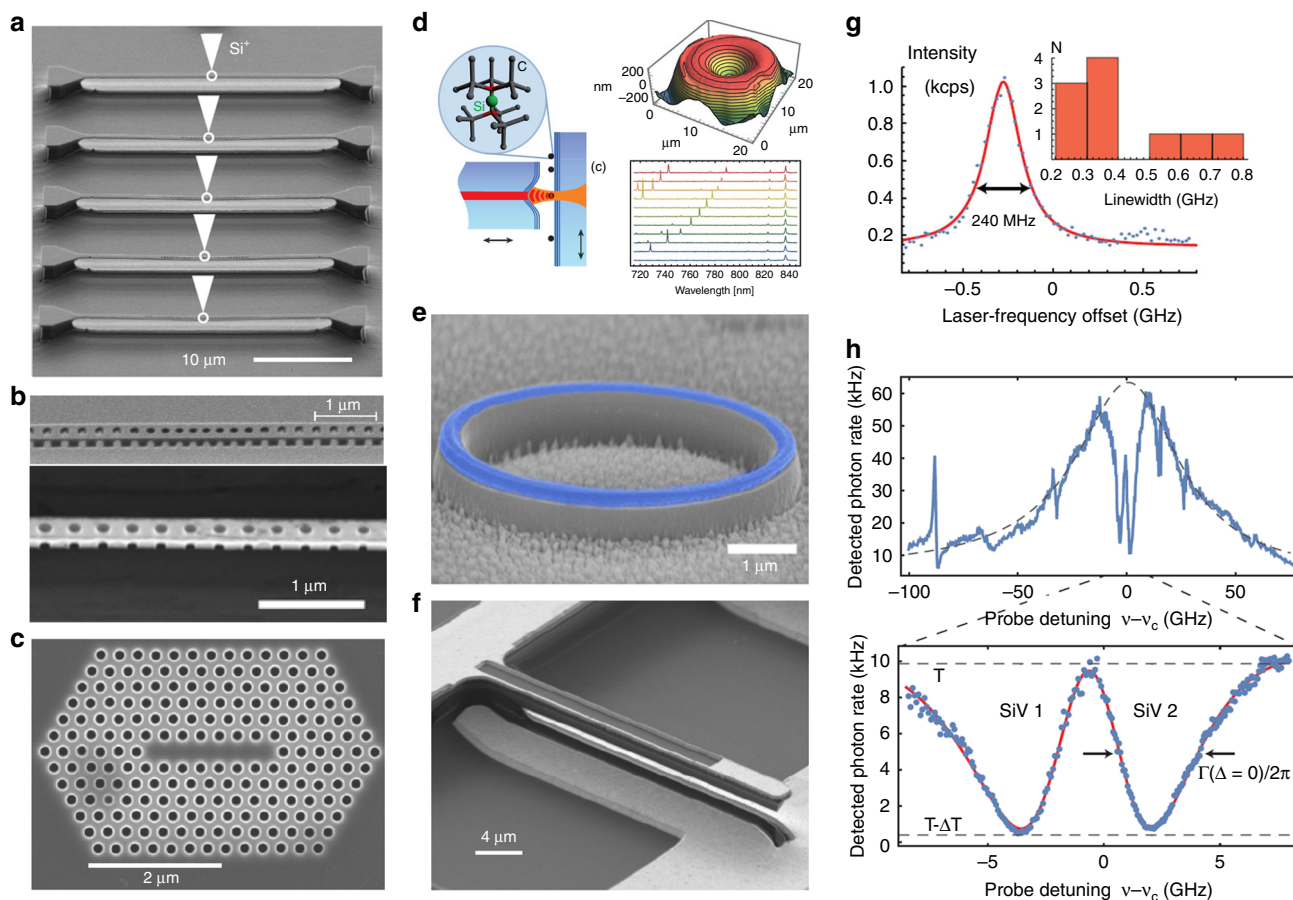 a
Si+
10 μm
b
1 μm
1 μm
c
2 μm
d
C
Si
200
0
−200
nm
0
10
μm
20
20
10
μm
0
(c)
720 740 760 780 800 820 840
Wavelength [nm]
e
1 μm
f
4 μm
g
Intensity
(kcps)
1.0
0.8
0.6
0.4
0.2
240 MHz
−0.5 0 0.5
Laser-frequency offset (GHz)
N
4
3
2
1
0.2 0.3 0.4 0.5 0.6 0.7 0.8
Linewidth (GHz)
h
Detected photon rate (kHz)
60
50
40
30
20
10
−100 −50 0 50
Probe detuning ν−νc (GHz)
Detected photon rate (kHz)
10
8
6
4
2
0
T
SiV 1 SiV 2
Γ(Δ = 0)/2π
T-ΔT
−5 0 5
Probe detuning ν−νc (GHz)